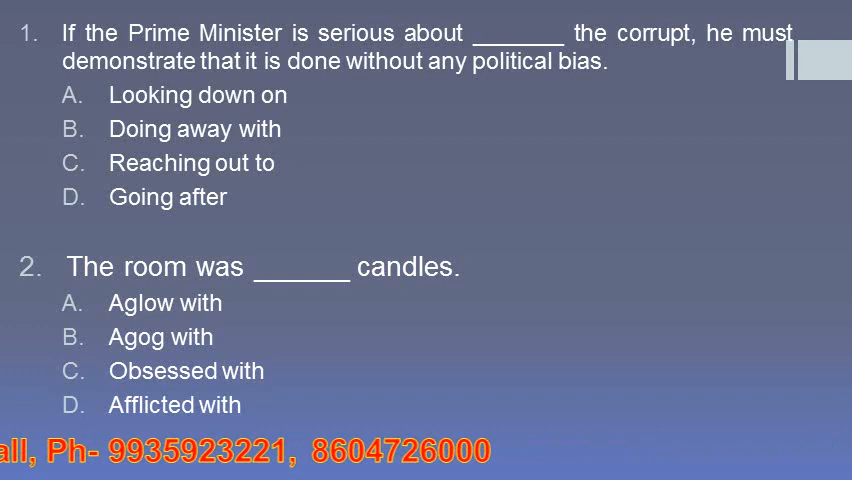 1. If the Prime Minister is serious about _______ the corrupt, he must
demonstrate that it is done without any political bias.
A. Looking down on
B. Doing away with
C. Reaching out to
D. Going after
2. The room was ______ candles.
A. Aglow with
B. Agog with
C. Obsessed with
D. Afflicted with
all, Ph- 9935923221, 8604726000